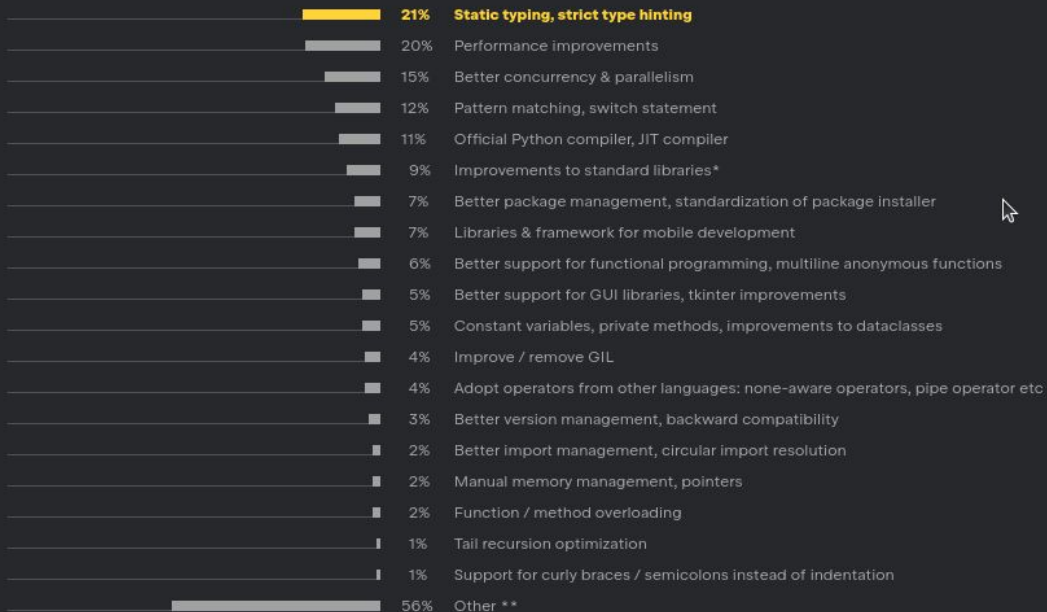 21% Static typing, strict type hinting
20% Performance improvements
15% Better concurrency & parallelism
12% Pattern matching, switch statement
11% Official Python compiler, JIT compiler
9% Improvements to standard libraries*
7% Better package management, standardization of package installer
7% Libraries & framework for mobile development
6% Better support for functional programming, multiline anonymous functions
5% Better support for GUI libraries, tkinter improvements
5% Constant variables, private methods, improvements to dataclasses
4% Improve / remove GIL
4% Adopt operators from other languages: none-aware operators, pipe operator etc
3% Better version management, backward compatibility
2% Better import management, circular import resolution
2% Manual memory management, pointers
2% Function / method overloading
1% Tail recursion optimization
1% Support for curly braces / semicolons instead of indentation
56% Other **